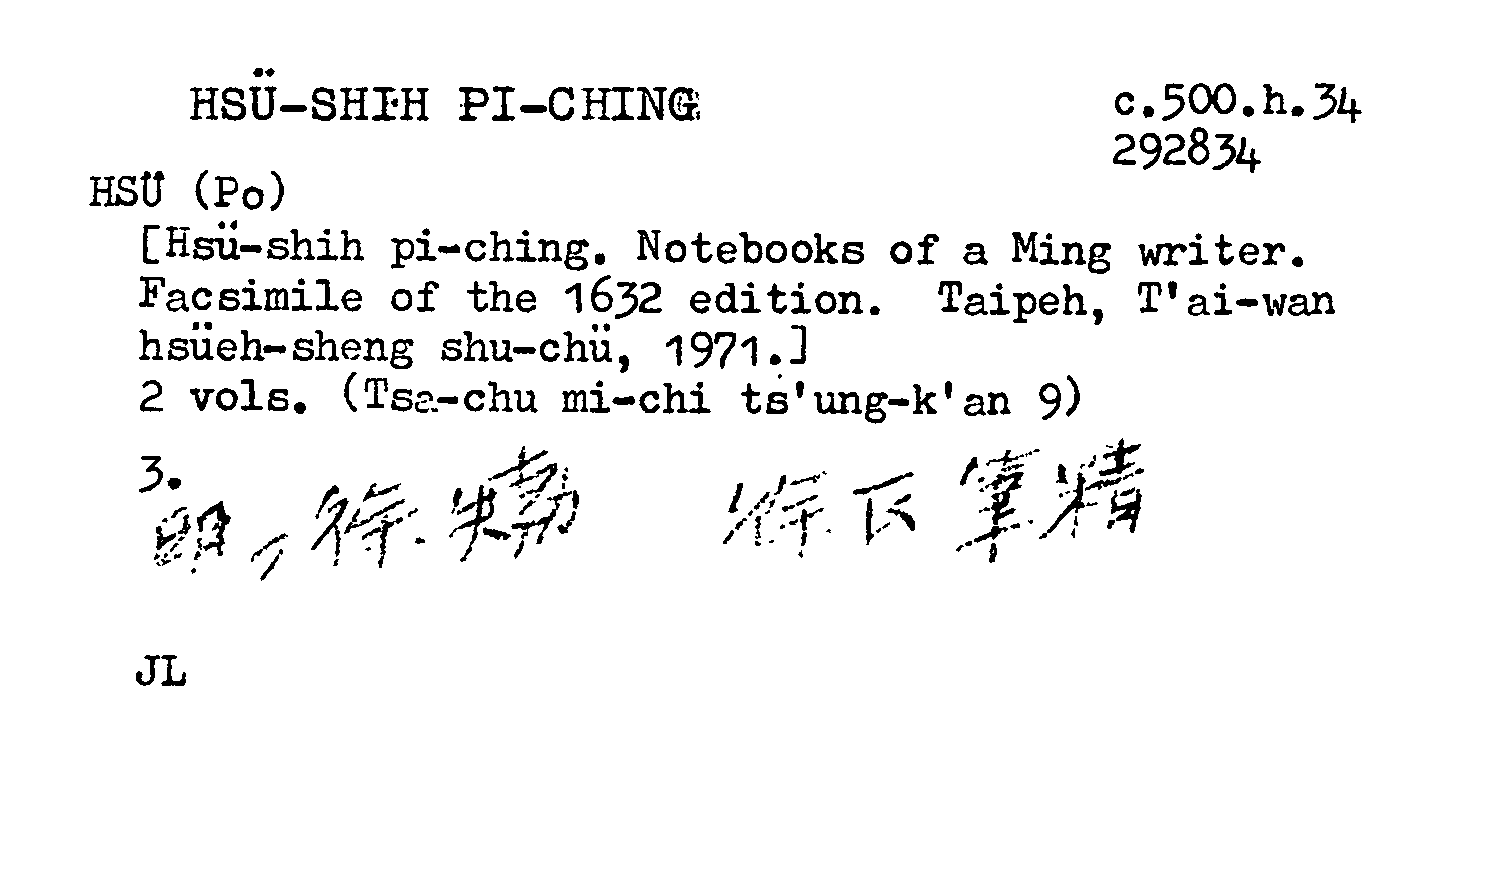 HSÜ-SHIH PI-CHING c.500.h.34
292834
HSÜ (Po)
[Hsü-shih pi-ching. Notebooks of a Ming writer.
Facsimile of the 1632 edition. Taipeh, T'ai-wan
hsüeh-sheng shu-chü, 1971.]
2 vols. (Tsa-chu mi-chi ts'ung-k'an 9)
3.
明, 徐𤊹 徐氏筆精
JL